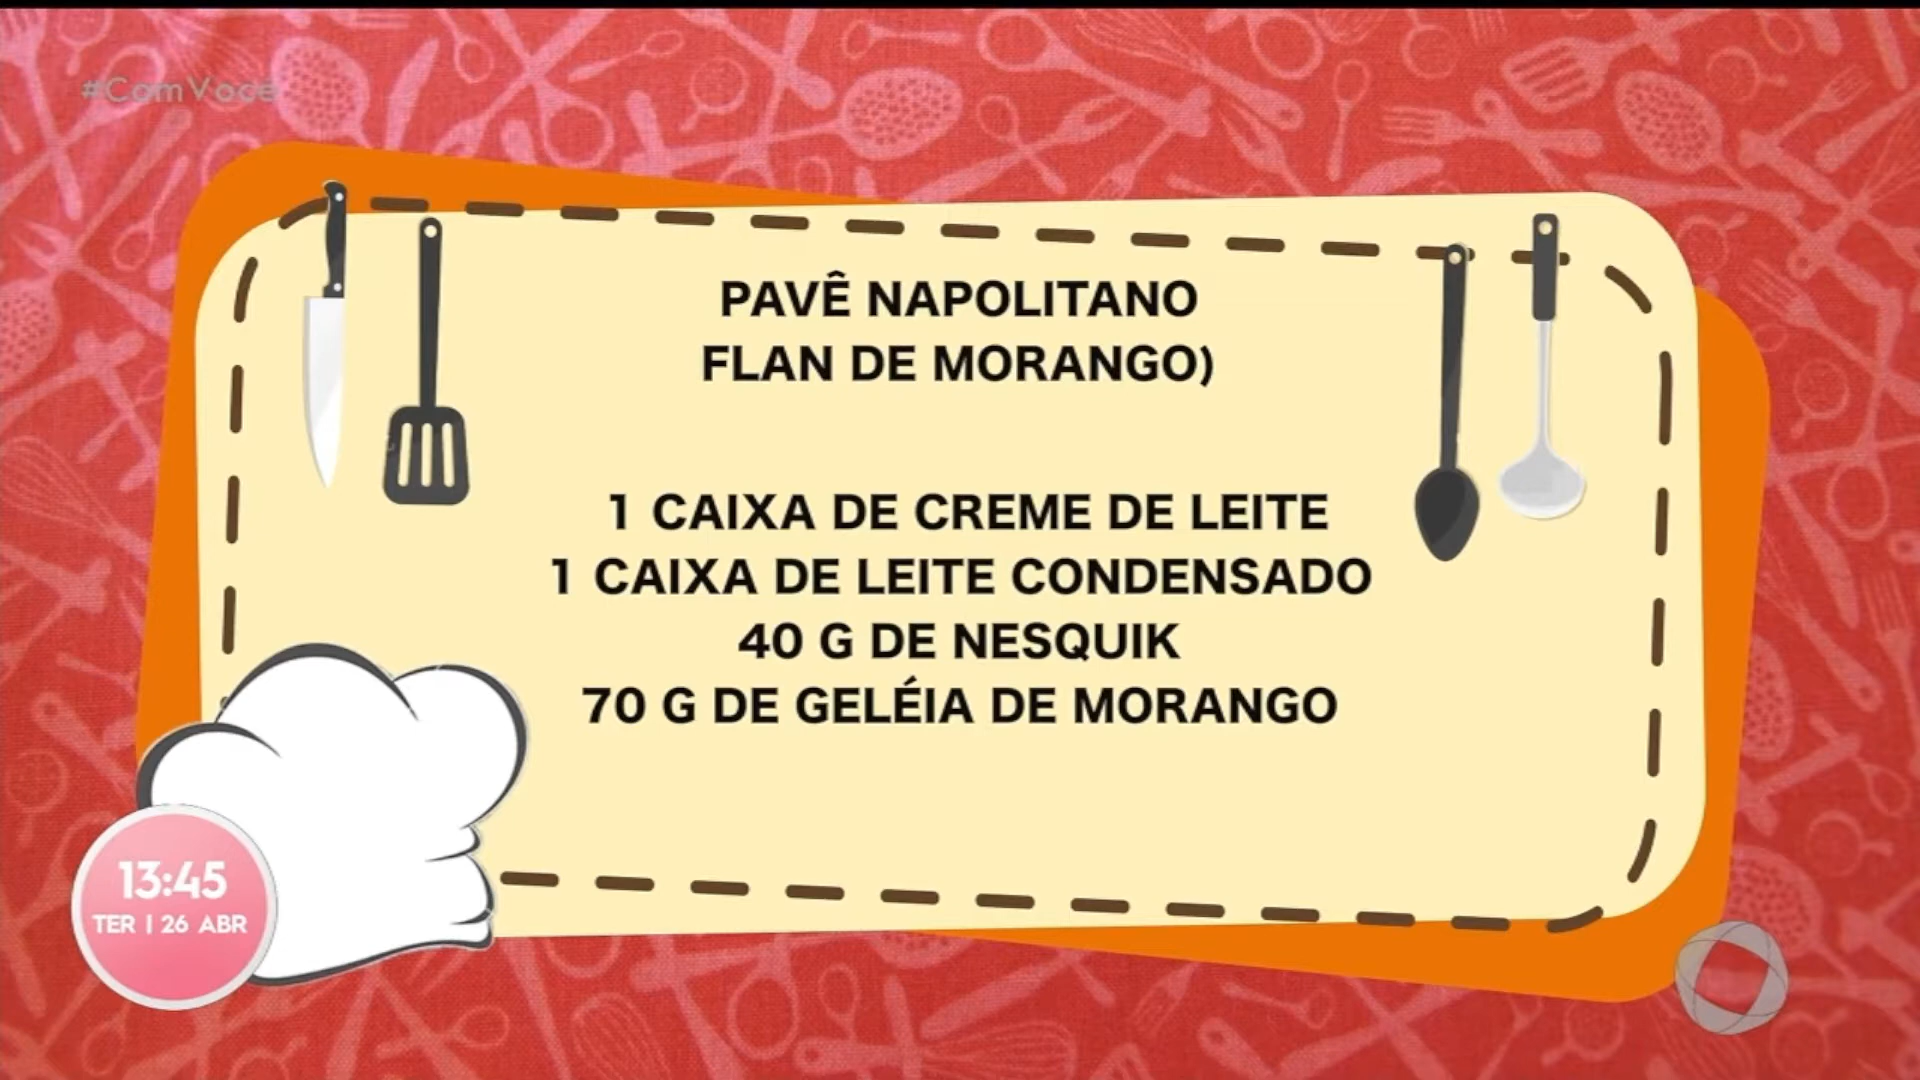 #ComVocê
PAVÊ NAPOLITANO
FLAN DE MORANGO)
1 CAIXA DE CREME DE LEITE
1 CAIXA DE LEITE CONDENSADO
40 G DE NESQUIK
70 G DE GELÉIA DE MORANGO
13:45
TER | 26 ABR